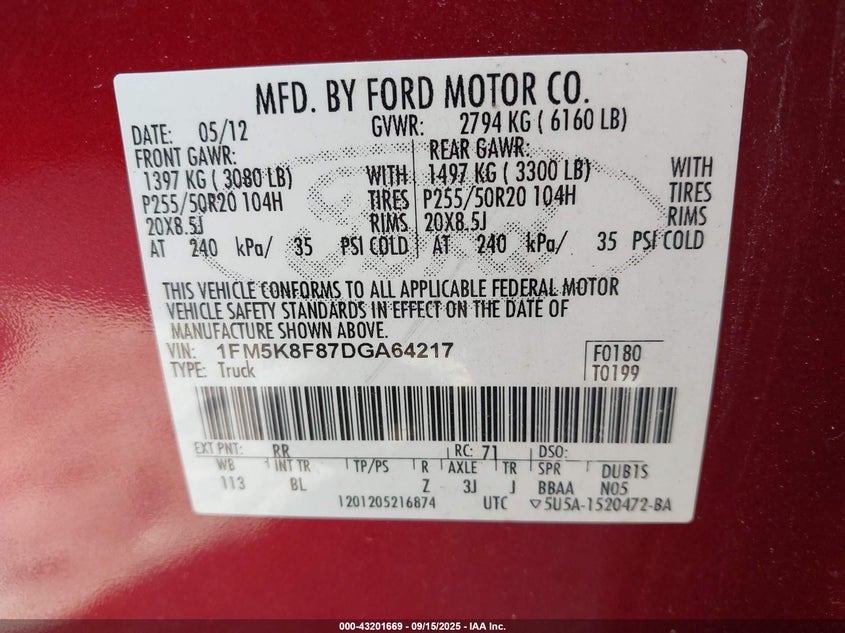 MFD. BY FORD MOTOR CO.
DATE: 05/12 GVWR: 2794 KG ( 6160 LB)
FRONT GAWR: REAR GAWR:
1397 KG ( 3080 LB) WITH 1497 KG ( 3300 LB) WITH
P255/50R20 104H TIRES P255/50R20 104H TIRES
20X8.5J RIMS 20X8.5J RIMS
AT 240 kPa/ 35 PSI COLD AT 240 kPa/ 35 PSI COLD
THIS VEHICLE CONFORMS TO ALL APPLICABLE FEDERAL MOTOR
VEHICLE SAFETY STANDARDS IN EFFECT ON THE DATE OF
MANUFACTURE SHOWN ABOVE.
VIN: 1FM5K8F87DGA64217 F0180
TYPE: Truck T0199
EXT PNT: RR RC: 71 DSO:
WB INT TR TP/PS R AXLE TR SPR DUB1S
113 BL Z 3J J BBAA N05
1201205216874 UTC ▽5U5A-1520472-BA
000-43201669 - 09/15/2025 - IAA Inc.